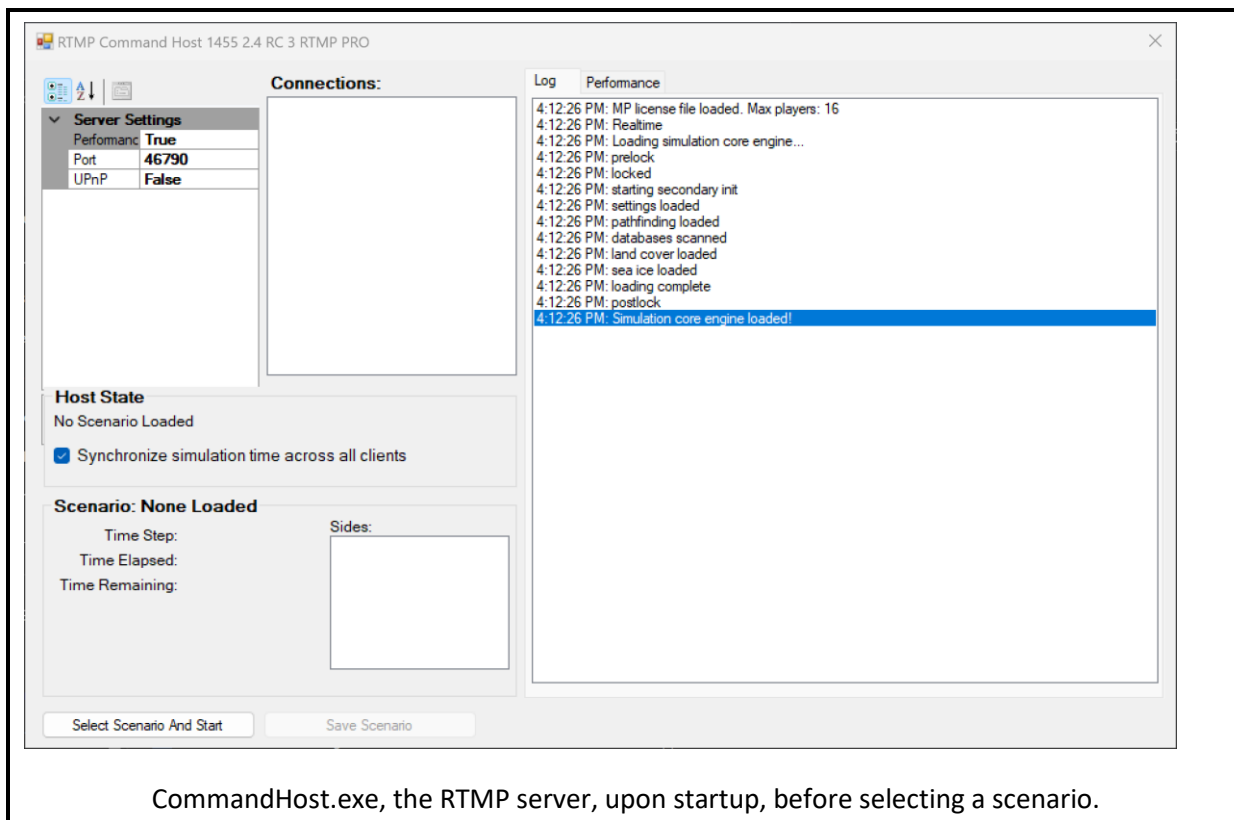 RTMP Command Host 1455 2.4 RC 3 RTMP PRO
Connections:
Server Settings
Performanc True
Port 46790
UPnP False
Host State
No Scenario Loaded
Synchronize simulation time across all clients
Scenario: None Loaded
Time Step:
Time Elapsed:
Time Remaining:
Sides:
Select Scenario And Start
Save Scenario
Log Performance
4:12:26 PM: MP license file loaded. Max players: 16
4:12:26 PM: Realtime
4:12:26 PM: Loading simulation core engine...
4:12:26 PM: prelock
4:12:26 PM: locked
4:12:26 PM: starting secondary init
4:12:26 PM: settings loaded
4:12:26 PM: pathfinding loaded
4:12:26 PM: databases scanned
4:12:26 PM: land cover loaded
4:12:26 PM: sea ice loaded
4:12:26 PM: loading complete
4:12:26 PM: postlock
4:12:26 PM: Simulation core engine loaded!
CommandHost.exe, the RTMP server, upon startup, before selecting a scenario.